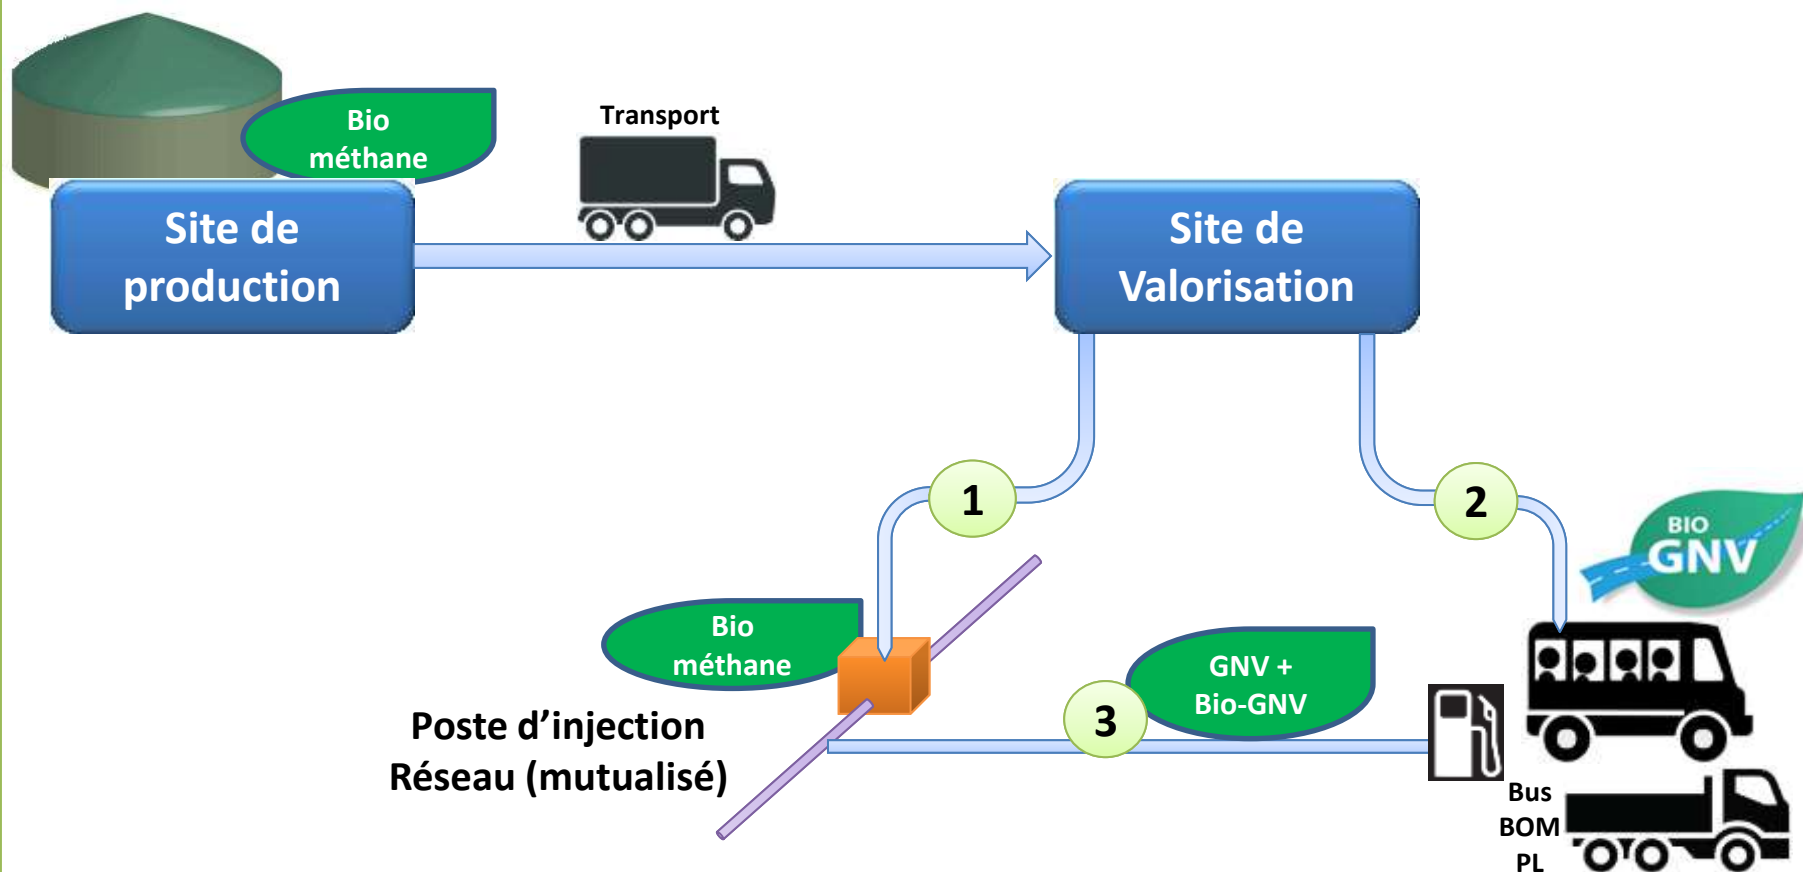 Bio
méthane
Transport
Site de
production
Site de
Valorisation
1
2
BIO
GNV
Bio
méthane
GNV +
Bio-GNV
3
Poste d’injection
Réseau (mutualisé)
Bus
BOM
PL